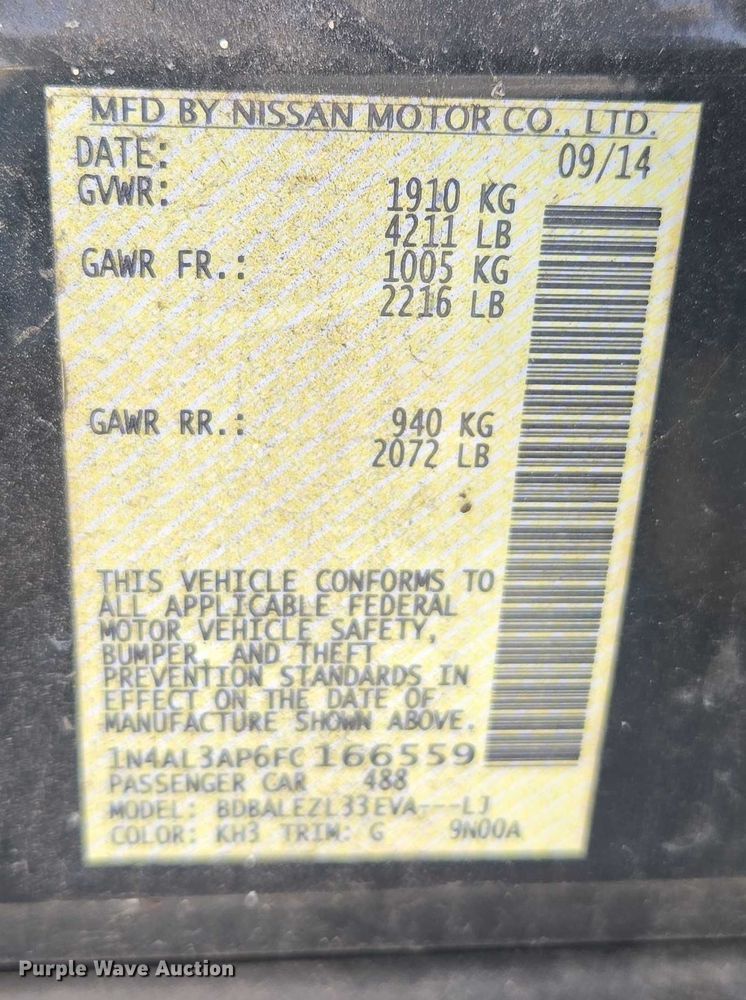 MFD BY NISSAN MOTOR CO., LTD.
DATE: 09/14
GVWR: 1910 KG
4211 LB
GAWR FR.: 1005 KG
2216 LB
GAWR RR.: 940 KG
2072 LB
THIS VEHICLE CONFORMS TO
ALL APPLICABLE FEDERAL
MOTOR VEHICLE SAFETY,
BUMPER, AND THEFT
PREVENTION STANDARDS IN
EFFECT ON THE DATE OF
MANUFACTURE SHOWN ABOVE.
1N4AL3AP6FC166559
PASSENGER CAR 488
MODEL: BDBALEZL33EVA---LJ
COLOR: KH3 TRIM: G 9N00A
Purple Wave Auction